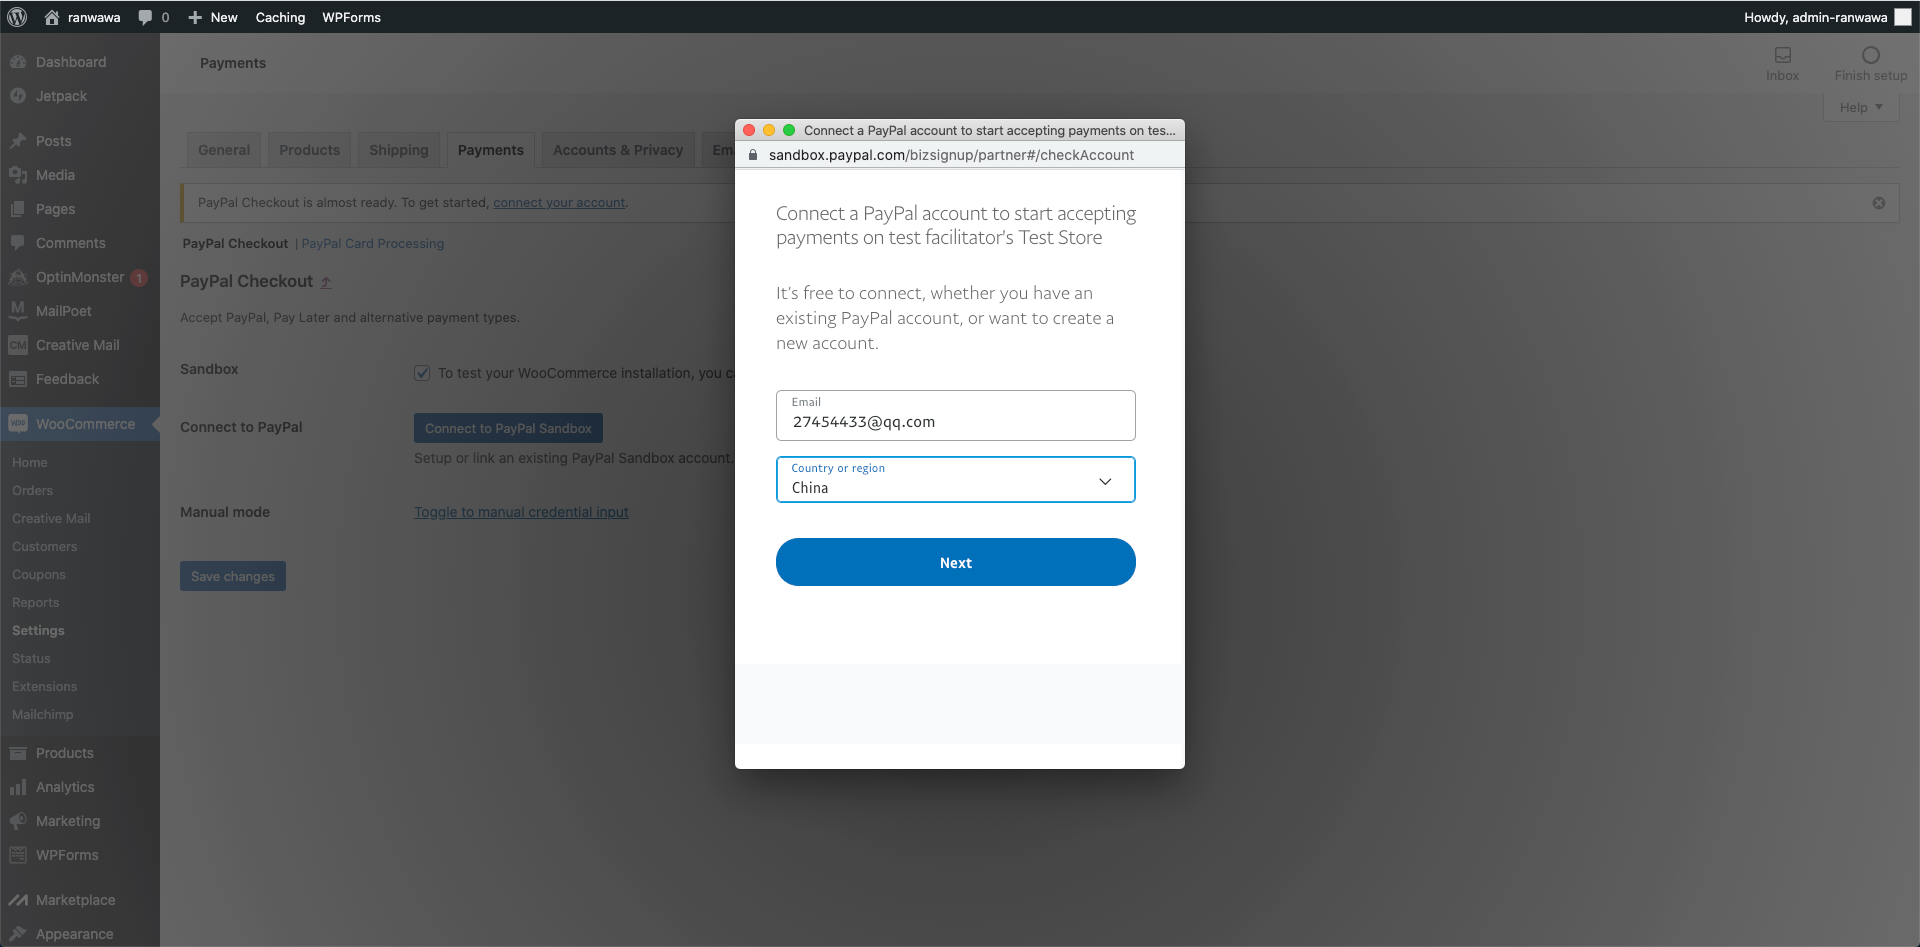 ranwawa 0 New Caching WPForms Howdy, admin-ranwawa
Dashboard
Jetpack
Posts
Media
Pages
Comments
OptinMonster 1
MailPoet
Creative Mail
Feedback
WooCommerce
Home
Orders
Creative Mail
Customers
Coupons
Reports
Settings
Status
Extensions
Mailchimp
Products
Analytics
Marketing
WPForms
Marketplace
Appearance
Payments
Inbox Finish setup
Help
General Products Shipping Payments Accounts & Privacy
PayPal Checkout is almost ready. To get started, connect your account.
PayPal Checkout | PayPal Card Processing
PayPal Checkout
Accept PayPal, Pay Later and alternative payment types.
Sandbox To test your WooCommerce installation, you
Connect to PayPal Connect to PayPal Sandbox
Setup or link an existing PayPal Sandbox account.
Manual mode Toggle to manual credential input
Save changes
Connect a PayPal account to start accepting payments on tes...
sandbox.paypal.com/bizsignup/partner#/checkAccount
Connect a PayPal account to start accepting
payments on test facilitator's Test Store
It's free to connect, whether you have an
existing PayPal account, or want to create a
new account.
Email
27454433@qq.com
Country or region
China
Next